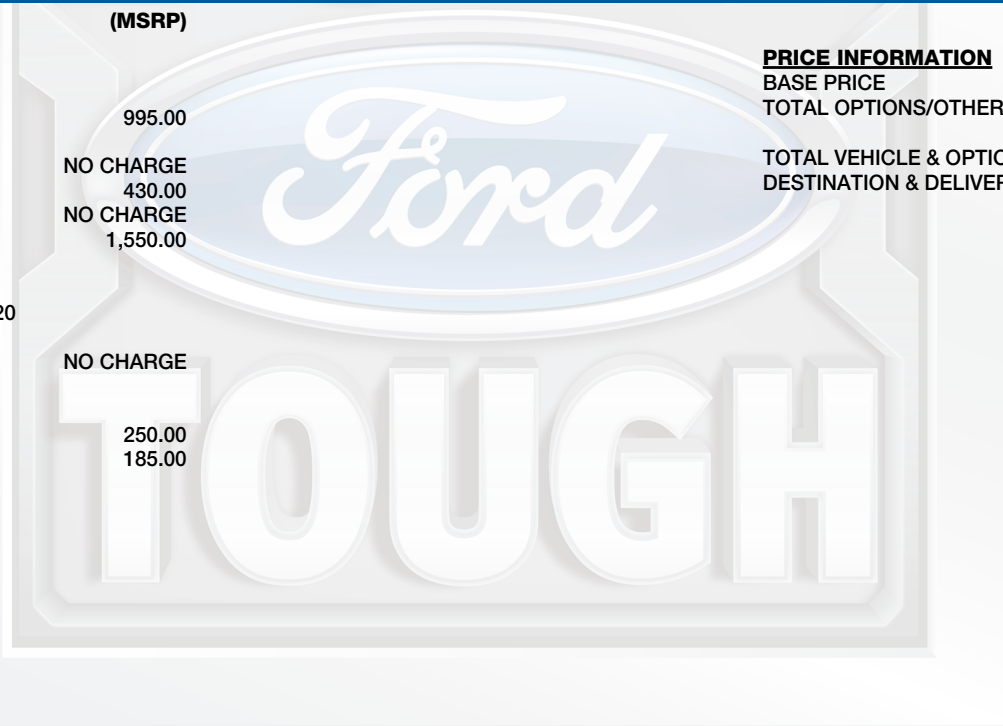 (MSRP)
995.00
NO CHARGE
430.00
NO CHARGE
1,550.00
20
NO CHARGE
250.00
185.00
PRICE INFORMATION
BASE PRICE
TOTAL OPTIONS/OTHER
TOTAL VEHICLE & OPTIO
DESTINATION & DELIVER
Ford
TOUGH